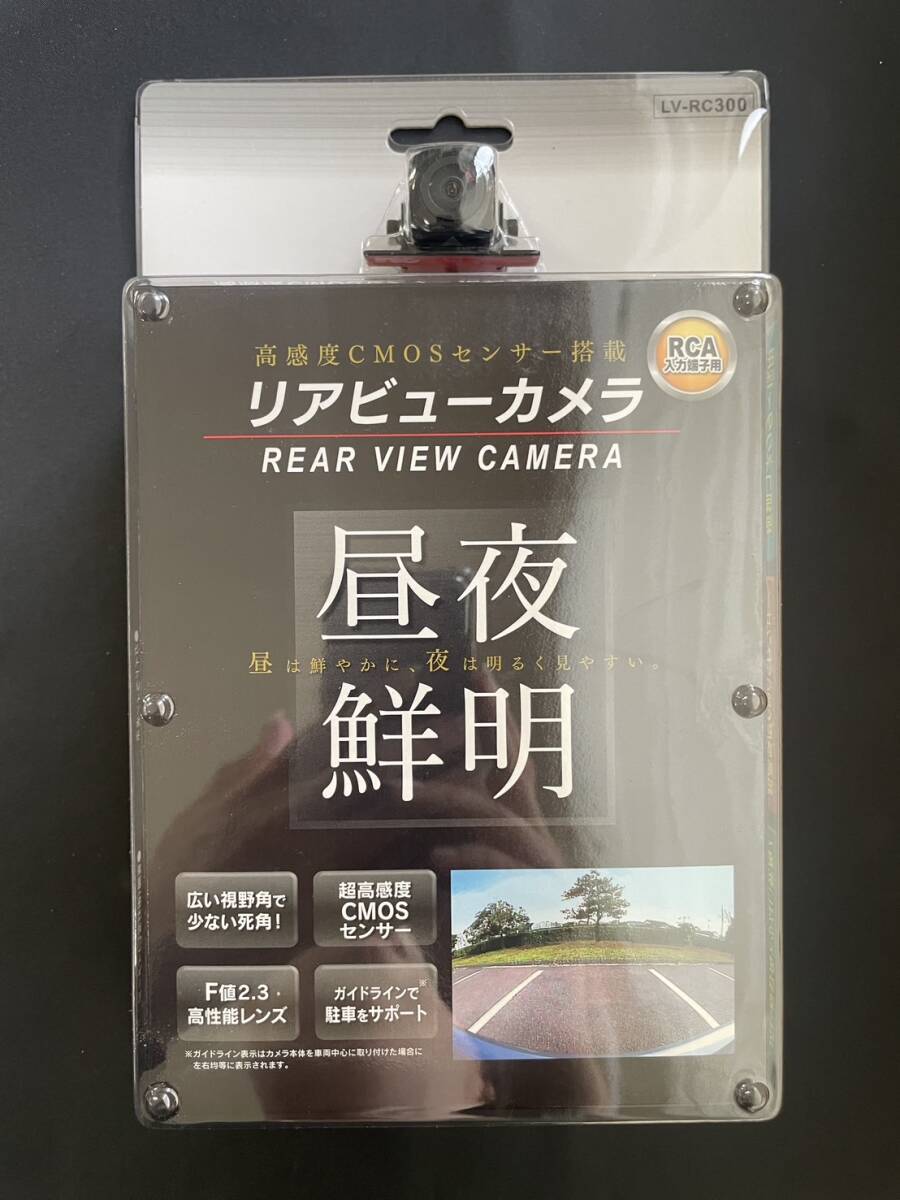 LV-RC300
高感度CMOSセンサー搭載
RCA
入力端子用
リアビューカメラ
REAR VIEW CAMERA
昼夜
昼は鮮やかに、夜は明るく見やすい。
鮮明
広い視野角で
少ない死角！
超高感度
CMOS
センサー
F値2.3・
高性能レンズ
ガイドラインで※
駐車をサポート
※ガイドライン表示はカメラ本体を車両中心に取り付けた場合に
左右均等に表示されます。